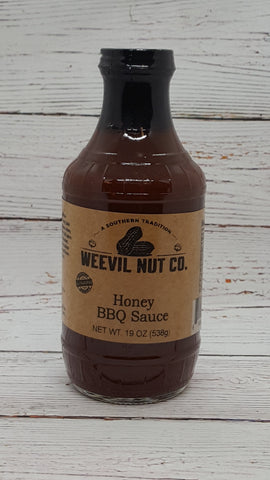 A SOUTHERN TRADITION
WEEVIL NUT CO.
Honey
BBQ Sauce
NET WT. 19 OZ (538g)